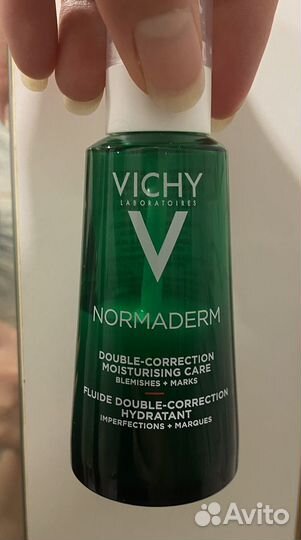 VICHY
LABORATOIRES
V
NORMADERM
DOUBLE-CORRECTION
MOISTURISING CARE
BLEMISHES + MARKS
FLUIDE DOUBLE-CORRECTION
HYDRATANT
IMPERFECTIONS + MARQUES
Avito